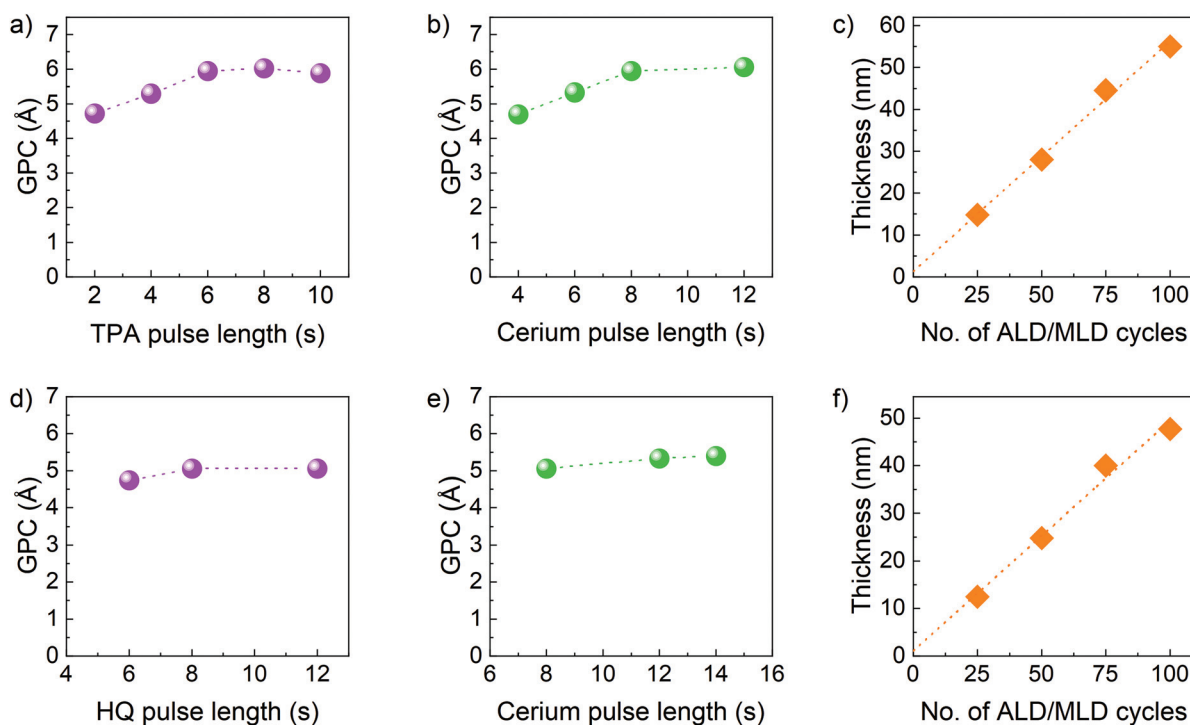 a)
7
6
5
4
3
2
1
0
GPC (Å)
2 4 6 8 10
TPA pulse length (s)
b)
7
6
5
4
3
2
1
0
GPC (Å)
4 6 8 10 12
Cerium pulse length (s)
c)
60
50
40
30
20
10
0
Thickness (nm)
0 25 50 75 100
No. of ALD/MLD cycles
d)
7
6
5
4
3
2
1
0
GPC (Å)
4 6 8 10 12
HQ pulse length (s)
e)
7
6
5
4
3
2
1
0
GPC (Å)
6 8 10 12 14 16
Cerium pulse length (s)
f)
50
40
30
20
10
0
Thickness (nm)
0 25 50 75 100
No. of ALD/MLD cycles